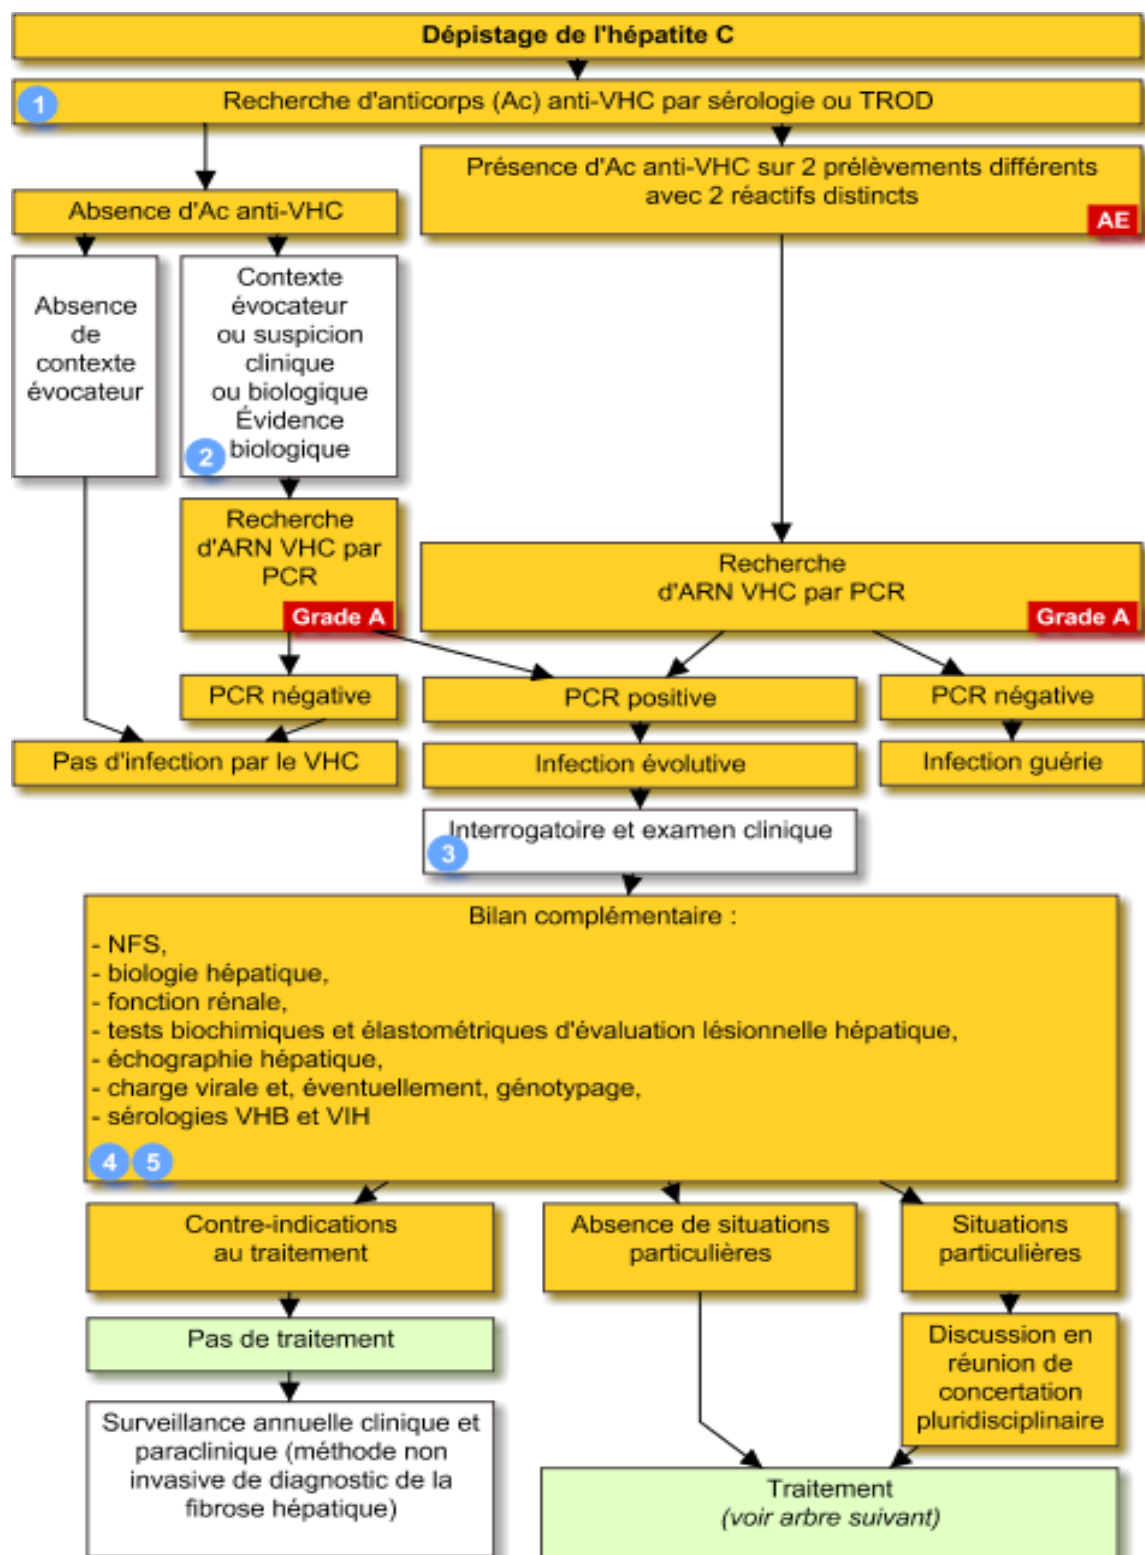 Dépistage de l'hépatite C
1
Recherche d'anticorps (Ac) anti-VHC par sérologie ou TROD
Présence d'Ac anti-VHC sur 2 prélèvements différents
avec 2 réactifs distincts
AE
Absence d'Ac anti-VHC
Absence
de
contexte
évocateur
Contexte
évocateur
ou suspicion
clinique
ou biologique
Évidence
biologique
2
Recherche
d'ARN VHC par
PCR
Grade A
Recherche
d'ARN VHC par PCR
Grade A
PCR négative
PCR positive
PCR négative
Pas d'infection par le VHC
Infection évolutive
Infection guérie
Interrogatoire et examen clinique
3
Bilan complémentaire :
- NFS,
- biologie hépatique,
- fonction rénale,
- tests biochimiques et élastométriques d'évaluation lésionnelle hépatique,
- échographie hépatique,
- charge virale et, éventuellement, génotypage,
- sérologies VHB et VIH
4 5
Contre-indications
au traitement
Absence de situations
particulières
Situations
particulières
Pas de traitement
Discussion en
réunion de
concertation
pluridisciplinaire
Surveillance annuelle clinique et
paraclinique (méthode non
invasive de diagnostic de la
fibrose hépatique)
Traitement
(voir arbre suivant)